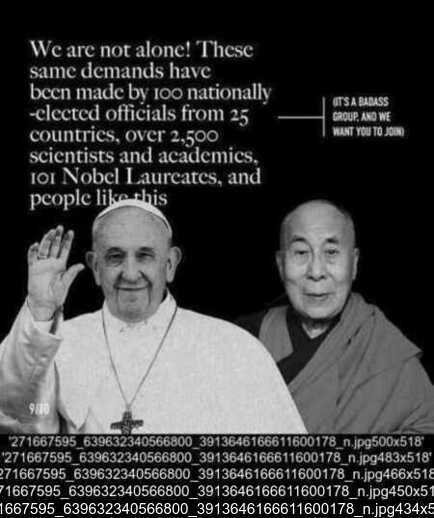 We are not alone! These
same demands have
been made by 100 nationally
-elected officials from 25
countries, over 2,500
scientists and academics,
101 Nobel Laureates, and
people like this
(IT'S A BADASS
GROUP, AND WE
WANT YOU TO JOIN)
9/10
'271667595_639632340566800_3913646166611600178_n.jpg500x518'
'271667595_639632340566800_3913646166611600178_n.jpg483x518'
271667595_639632340566800_3913646166611600178_n.jpg466x518
71667595_639632340566800_3913646166611600178_n.jpg450x51
1667595_639632340566800_3913646166611600178_n.jpg434x5